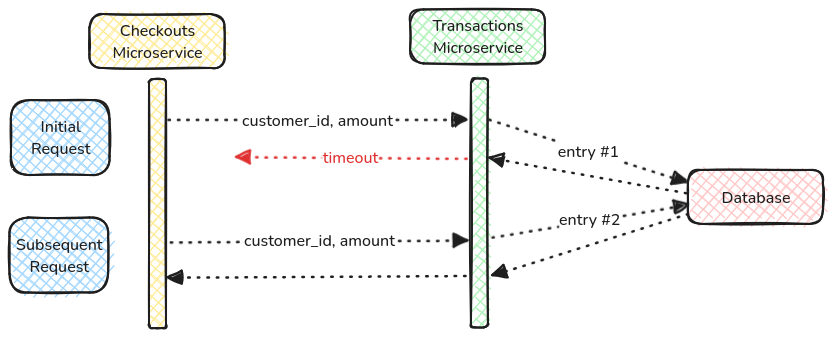 Checkouts
Microservice
Transactions
Microservice
Initial
Request
customer_id, amount
entry #1
timeout
Database
Subsequent
Request
customer_id, amount
entry #2